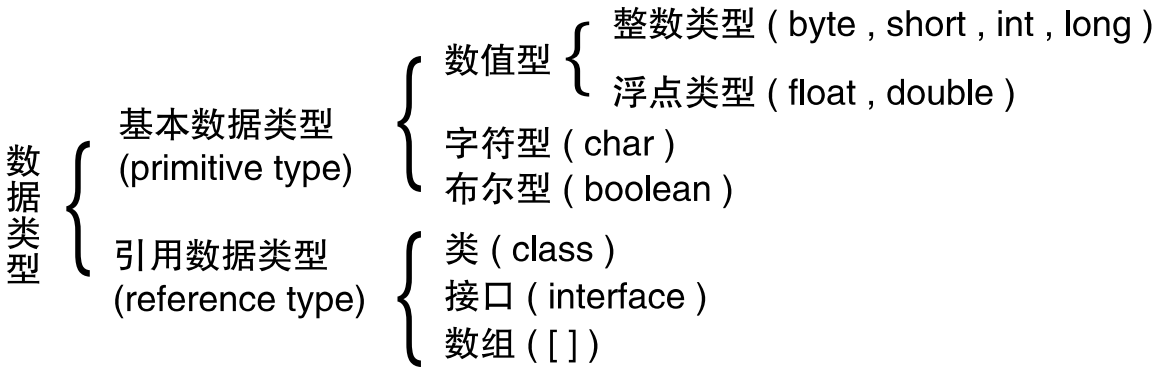 数据类型
基本数据类型
(primitive type)
数值型
整数类型 ( byte , short , int , long )
浮点类型 ( float , double )
字符型 ( char )
布尔型 ( boolean )
引用数据类型
(reference type)
类 ( class )
接口 ( interface )
数组 ( [ ] )